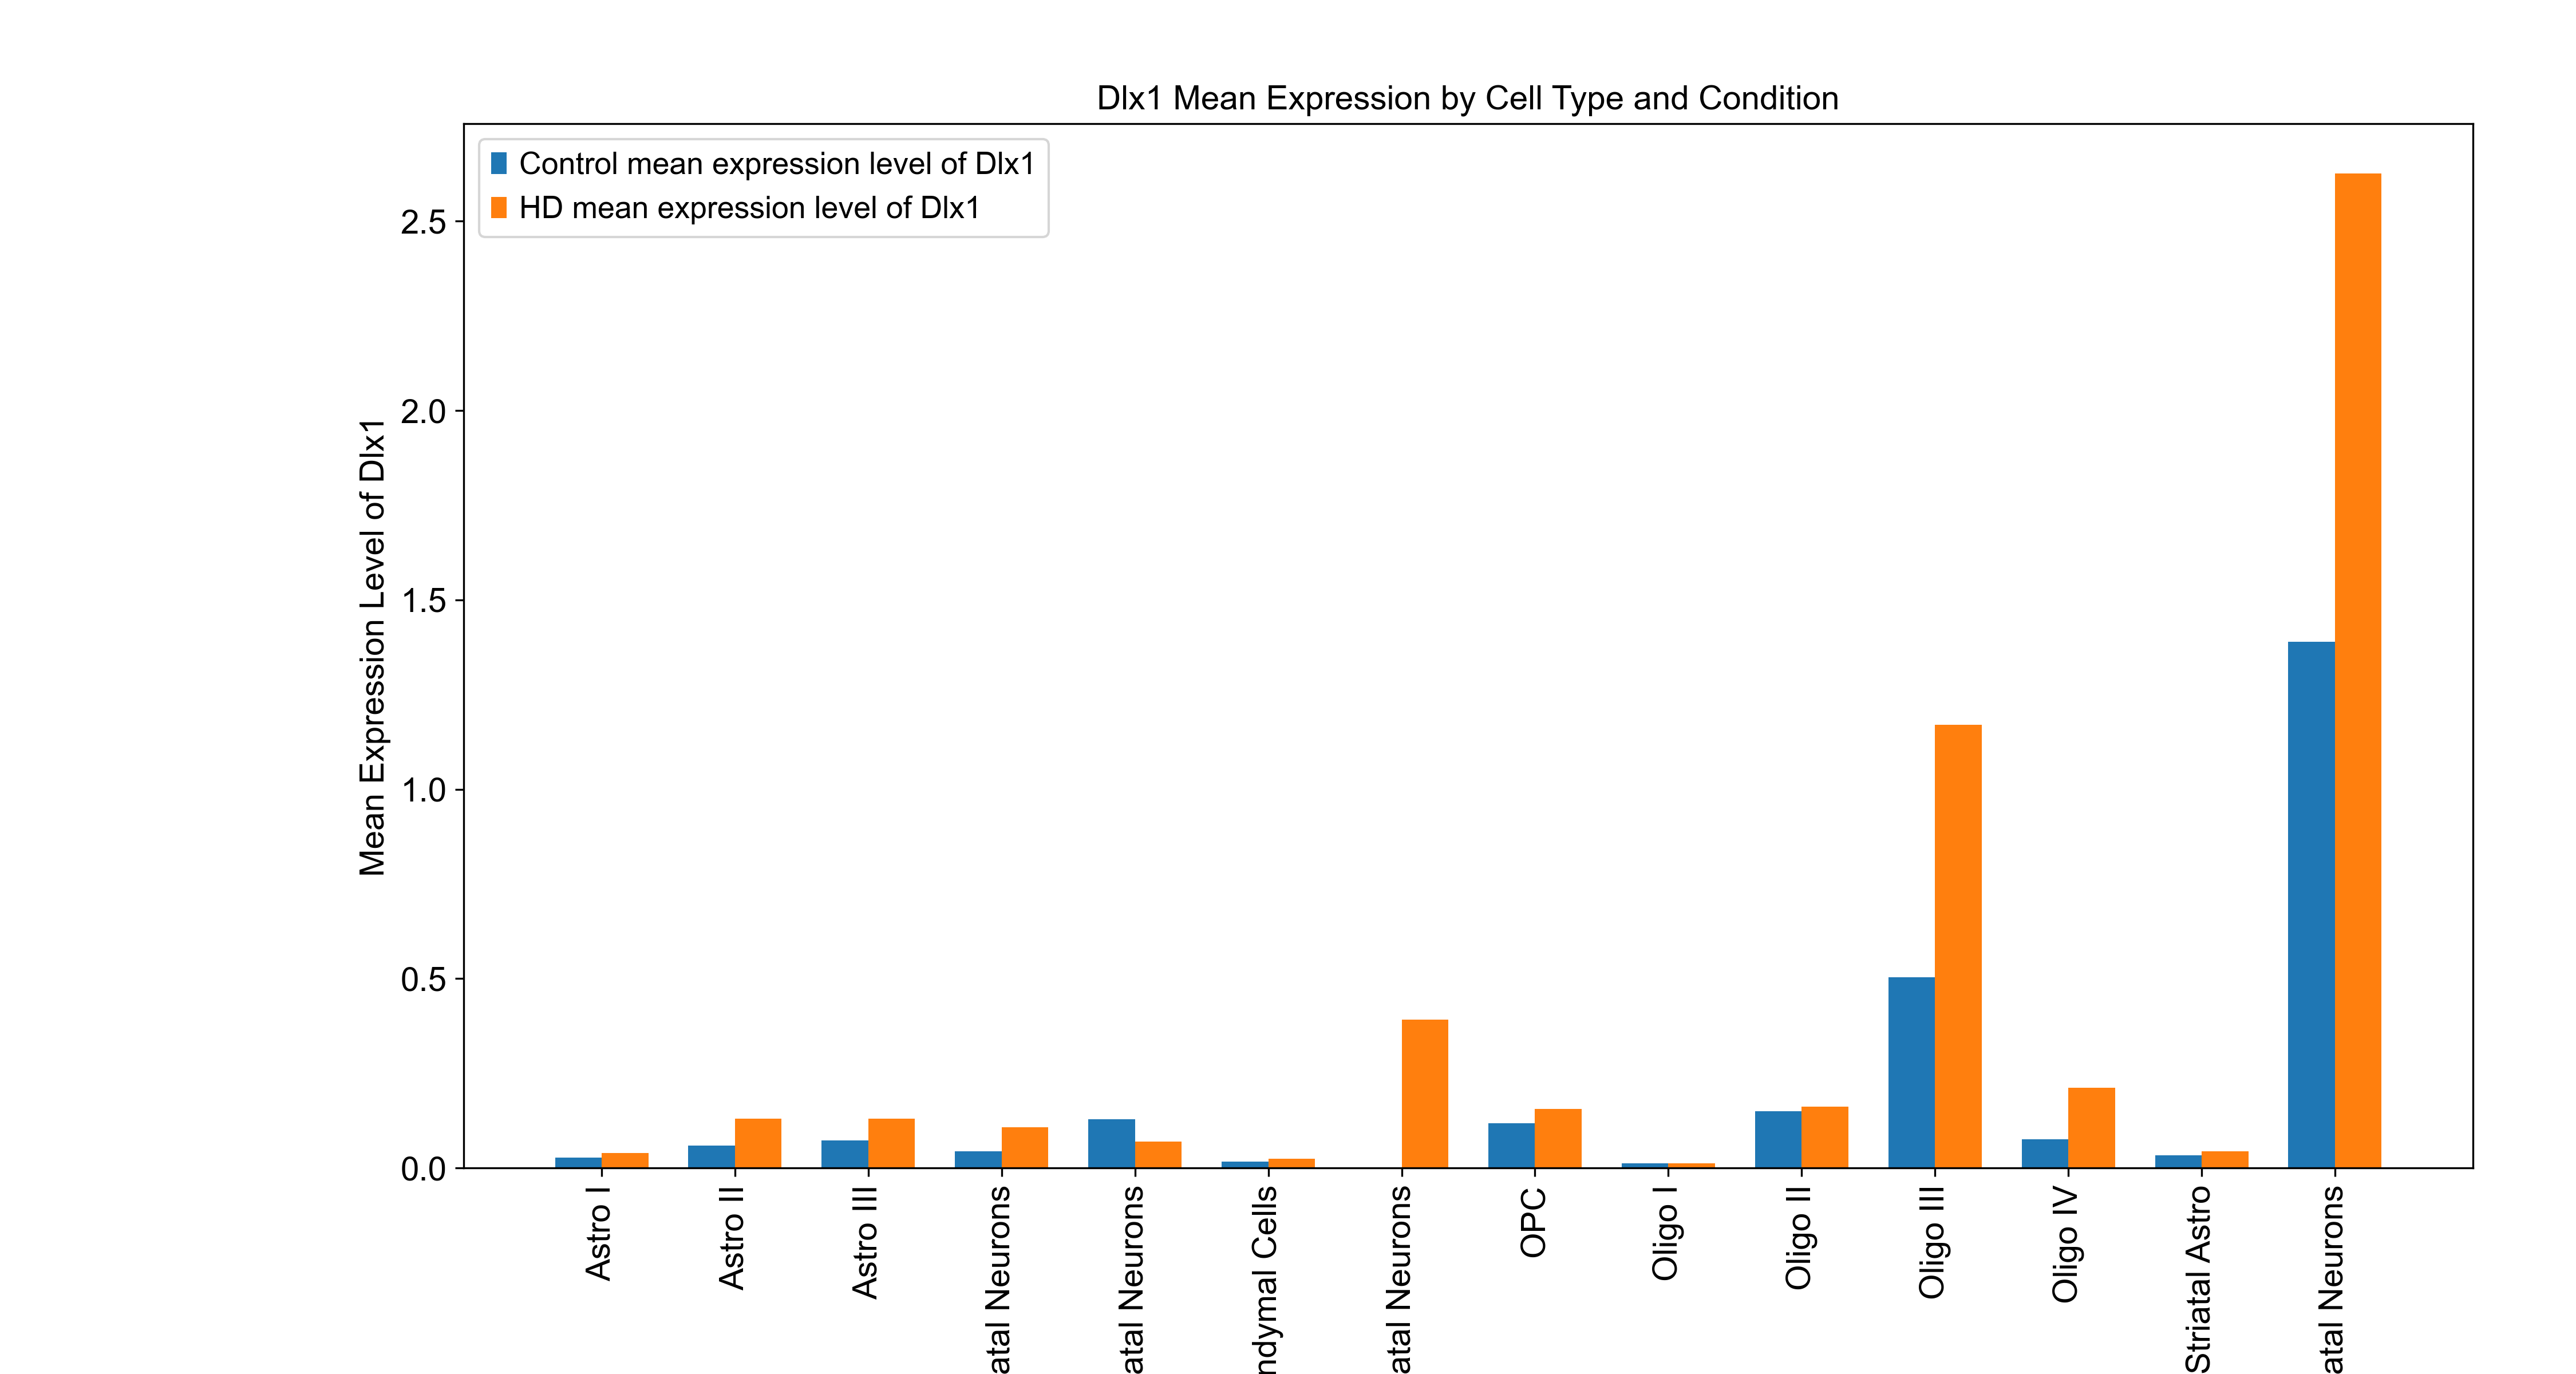 Dlx1 Mean Expression by Cell Type and Condition
Control mean expression level of Dlx1
HD mean expression level of Dlx1
Mean Expression Level of Dlx1
2.5
2.0
1.5
1.0
0.5
0.0
Astro I
Astro II
Astro III
atal Neurons
atal Neurons
ndymal Cells
atal Neurons
OPC
Oligo I
Oligo II
Oligo III
Oligo IV
Striatal Astro
atal Neurons